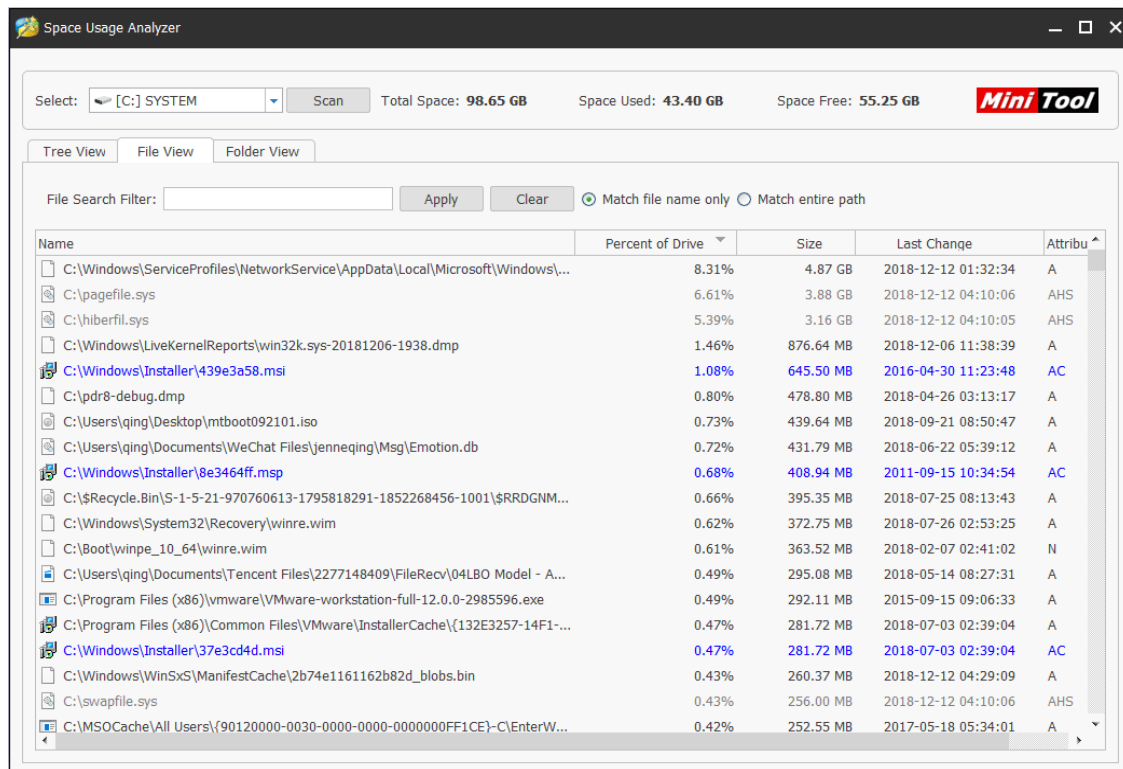 Space Usage Analyzer
Select: [C:] SYSTEM Scan Total Space: 98.65 GB Space Used: 43.40 GB Space Free: 55.25 GB Mini Tool
Tree View File View Folder View
File Search Filter: Apply Clear Match file name only Match entire path
Name Percent of Drive Size Last Change Attribu
C:\Windows\ServiceProfiles\NetworkService\AppData\Local\Microsoft\Windows\... 8.31% 4.87 GB 2018-12-12 01:32:34 A
C:\pagefile.sys 6.61% 3.88 GB 2018-12-12 04:10:06 AHS
C:\hiberfil.sys 5.39% 3.16 GB 2018-12-12 04:10:05 AHS
C:\Windows\LiveKernelReports\win32k.sys-20181206-1938.dmp 1.46% 876.64 MB 2018-12-06 11:38:39 A
C:\Windows\Installer\439e3a58.msi 1.08% 645.50 MB 2016-04-30 11:23:48 AC
C:\pdr8-debug.dmp 0.80% 478.80 MB 2018-04-26 03:13:17 A
C:\Users\qing\Desktop\mtboot092101.iso 0.73% 439.64 MB 2018-09-21 08:50:47 A
C:\Users\qing\Documents\WeChat Files\jenneqing\Msg\Emotion.db 0.72% 431.79 MB 2018-06-22 05:39:12 A
C:\Windows\Installer\8e3464ff.msp 0.68% 408.94 MB 2011-09-15 10:34:54 AC
C:\$Recycle.Bin\S-1-5-21-970760613-1795818291-1852268456-1001\$RRDGNM... 0.66% 395.35 MB 2018-07-25 08:13:43 A
C:\Windows\System32\Recovery\winre.wim 0.62% 372.75 MB 2018-07-26 02:53:25 A
C:\Boot\winpe_10_64\winre.wim 0.61% 363.52 MB 2018-02-07 02:41:02 N
C:\Users\qing\Documents\Tencent Files\2277148409\FileRecv\04LBO Model - A... 0.49% 295.08 MB 2018-05-14 08:27:31 A
C:\Program Files (x86)\vmware\VMware-workstation-full-12.0.0-2985596.exe 0.49% 292.11 MB 2015-09-15 09:06:33 A
C:\Program Files (x86)\Common Files\VMware\InstallerCache\{132E3257-14F1-... 0.47% 281.72 MB 2018-07-03 02:39:04 A
C:\Windows\Installer\37e3cd4d.msi 0.47% 281.72 MB 2018-07-03 02:39:04 AC
C:\Windows\WinSxS\ManifestCache\2b74e1161162b82d_blobs.bin 0.43% 260.37 MB 2018-12-12 04:29:09 A
C:\swapfile.sys 0.43% 256.00 MB 2018-12-12 04:10:06 AHS
C:\MSOCache\All Users\{90120000-0030-0000-0000-0000000FF1CE}-C\EnterW... 0.42% 252.55 MB 2017-05-18 05:34:01 A